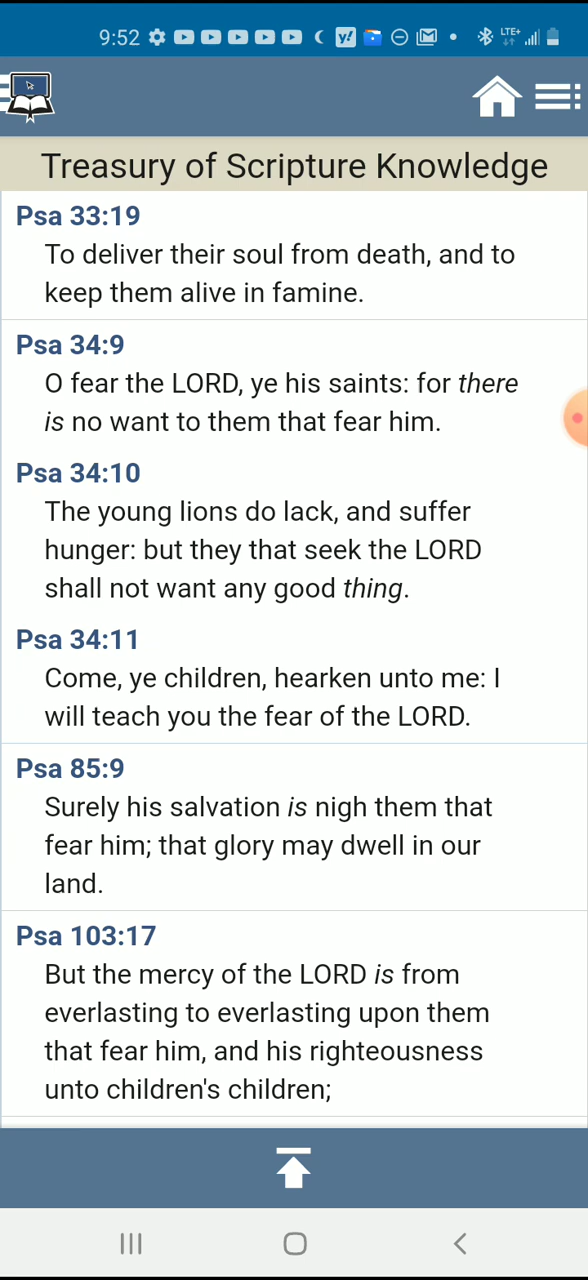 9:52
y!
LTE+
Treasury of Scripture Knowledge
Psa 33:19
To deliver their soul from death, and to
keep them alive in famine.
Psa 34:9
O fear the LORD, ye his saints: for there
is no want to them that fear him.
Psa 34:10
The young lions do lack, and suffer
hunger: but they that seek the LORD
shall not want any good thing.
Psa 34:11
Come, ye children, hearken unto me: I
will teach you the fear of the LORD.
Psa 85:9
Surely his salvation is nigh them that
fear him; that glory may dwell in our
land.
Psa 103:17
But the mercy of the LORD is from
everlasting to everlasting upon them
that fear him, and his righteousness
unto children's children;